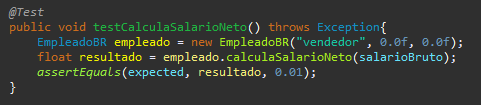 @Test
public void testCalculaSalarioNeto() throws Exception{
EmpleadoBR empleado = new EmpleadoBR("vendedor", 0.0f, 0.0f);
float resultado = empleado.calculaSalarioNeto(salarioBruto);
assertEquals(expected, resultado, 0.01);
}